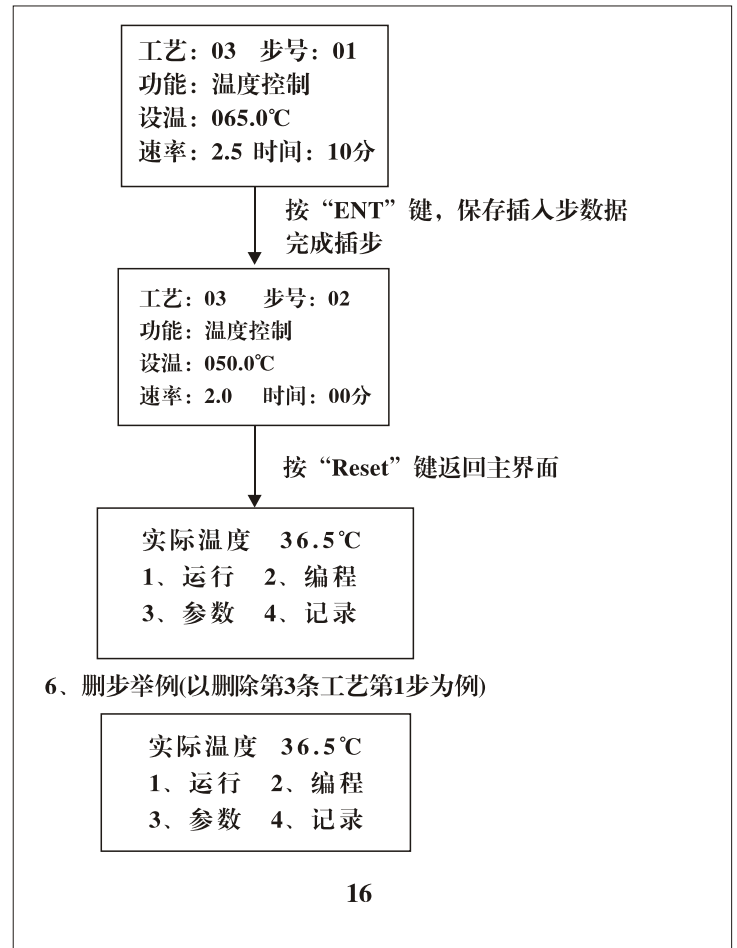 工艺：03 步号：01
功能：温度控制
设温：065.0℃
速率：2.5 时间：10分
按“ENT”键，保存插入步数据
完成插步
工艺：03 步号：02
功能：温度控制
设温：050.0℃
速率：2.0 时间：00分
按“Reset”键返回主界面
实际温度 36.5℃
1、运行 2、编程
3、参数 4、记录
6、删步举例(以删除第3条工艺第1步为例)
实际温度 36.5℃
1、运行 2、编程
3、参数 4、记录
16